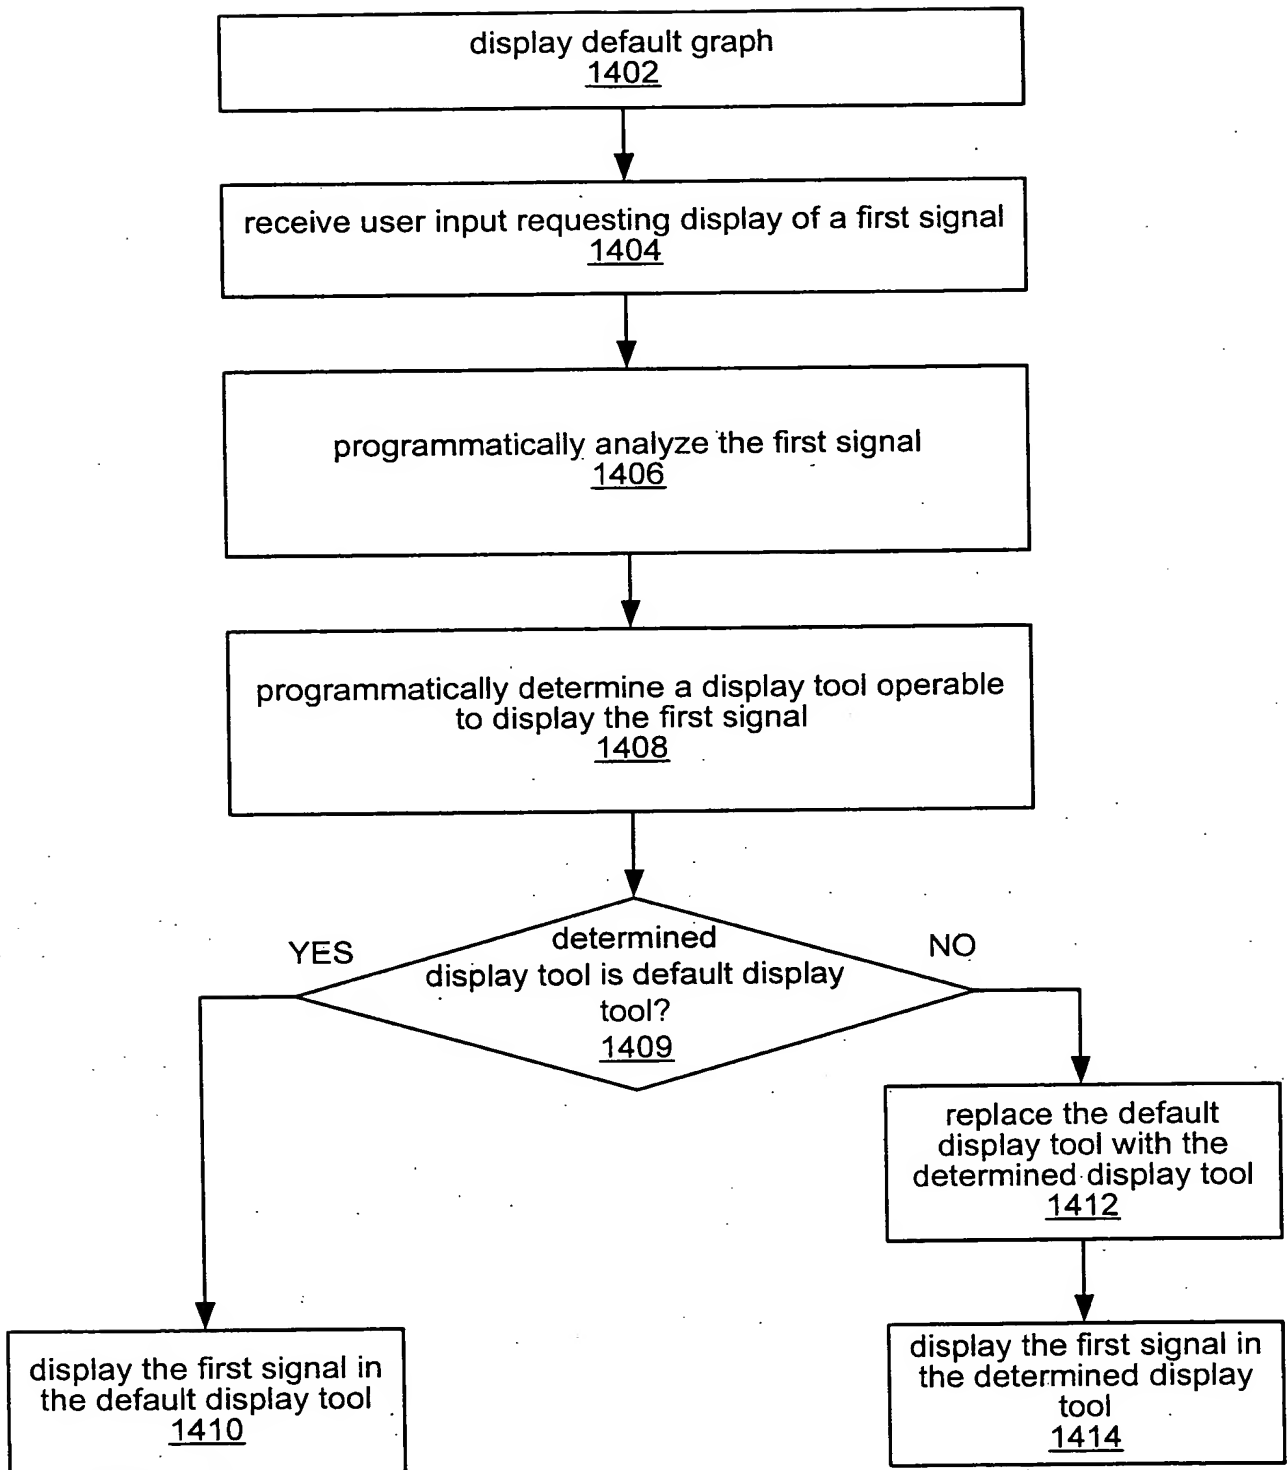 display default graph
1402
receive user input requesting display of a first signal
1404
programmatically analyze the first signal
1406
programmatically determine a display tool operable
to display the first signal
1408
YES
NO
determined
display tool is default display
tool?
1409
replace the default
display tool with the
determined display tool
1412
display the first signal in
the default display tool
1410
display the first signal in
the determined display
tool
1414